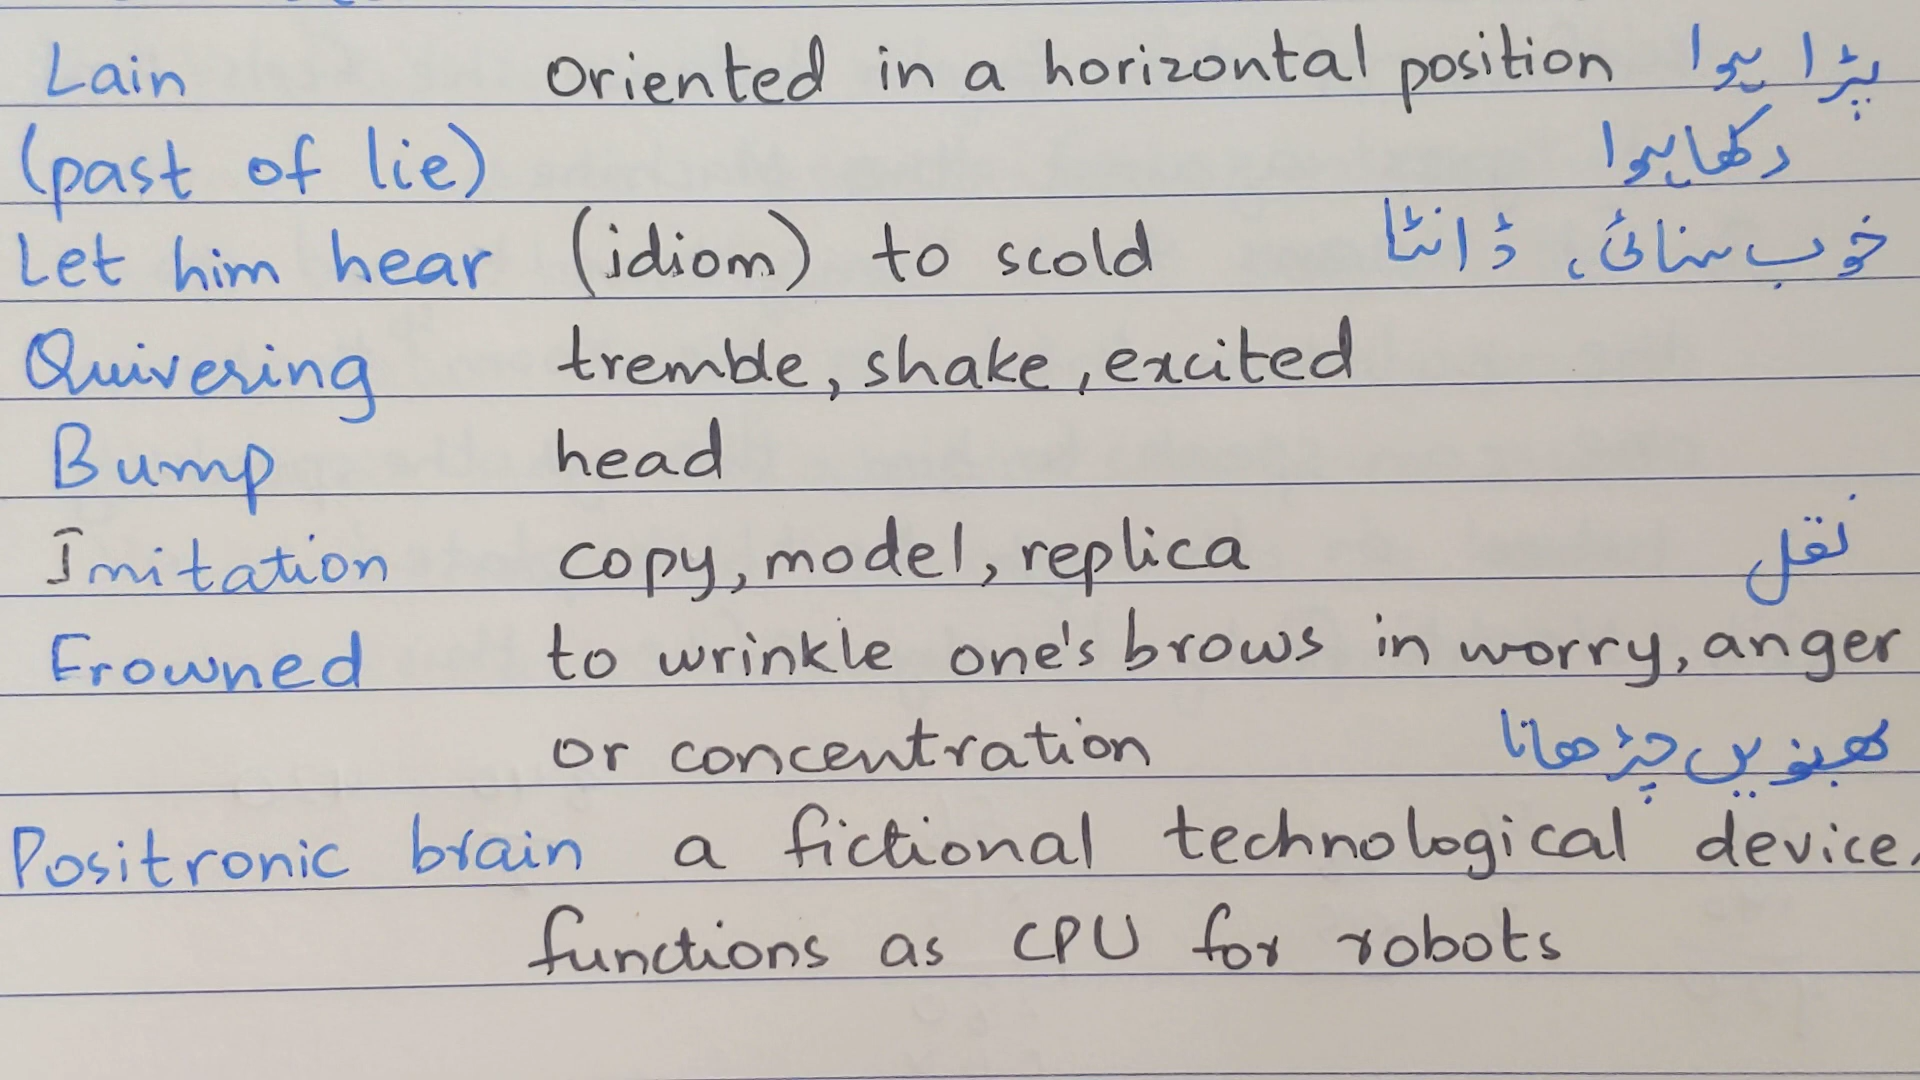 Lain oriented in a horizontal position پڑا ہوا
(past of lie) رکھا ہوا
Let him hear (idiom) to scold خوب سنائی، ڈانٹا
Quivering tremble, shake, excited
Bump head
Imitation copy, model, replica نقل
Frowned to wrinkle one's brows in worry, anger
or concentration بھنویں چڑھانا
Positronic brain a fictional technological device,
functions as CPU for robots